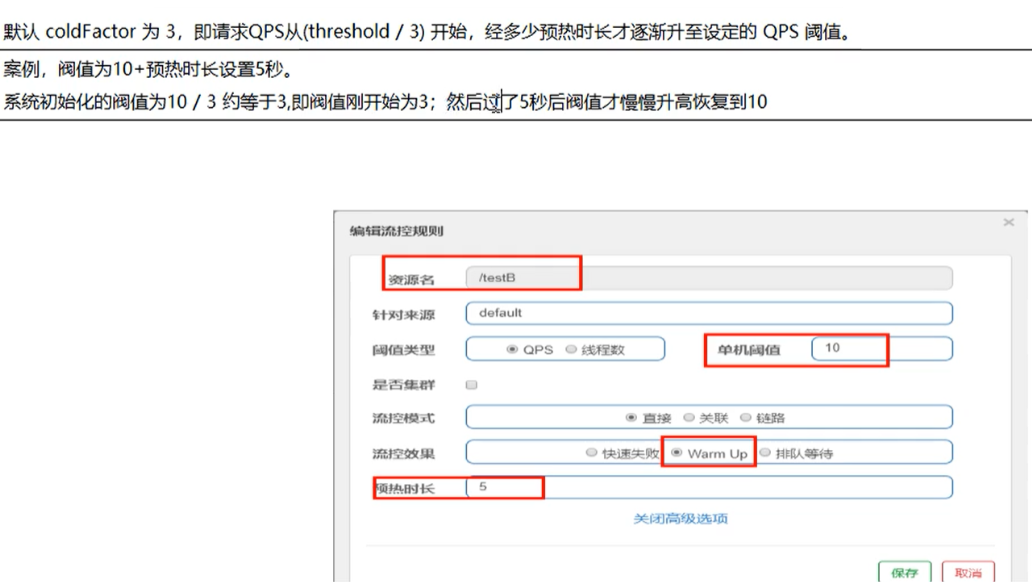 默认 coldFactor 为 3，即请求QPS从(threshold / 3) 开始，经多少预热时长才逐渐升至设定的 QPS 阈值。
案例，阀值为10+预热时长设置5秒。
系统初始化的阀值为10 / 3 约等于3,即阀值刚开始为3；然后过了5秒后阀值才慢慢升高恢复到10
编辑流控规则 ×
资源名 /testB
针对来源 default
阈值类型 QPS 线程数 单机阈值 10
是否集群
流控模式 直接 关联 链路
流控效果 快速失败 Warm Up 排队等待
预热时长 5
关闭高级选项
保存 取消